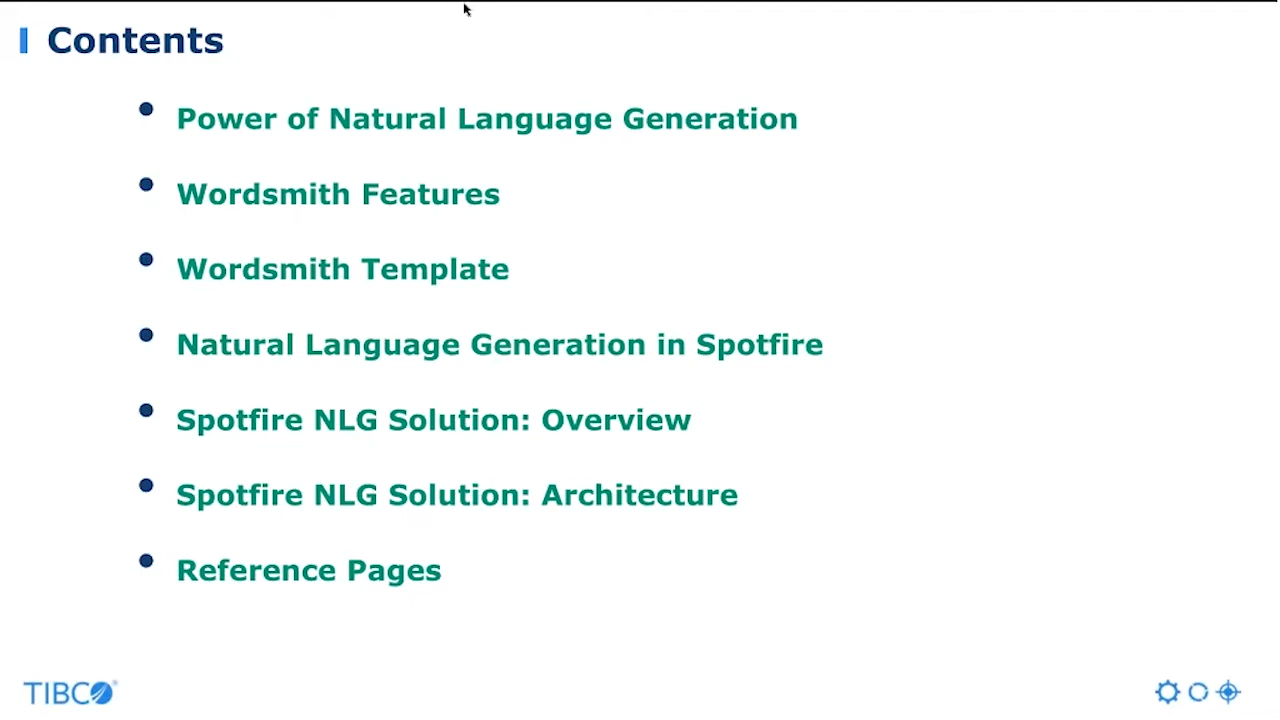 Contents
Power of Natural Language Generation
Wordsmith Features
Wordsmith Template
Natural Language Generation in Spotfire
Spotfire NLG Solution: Overview
Spotfire NLG Solution: Architecture
Reference Pages
TIBCO®